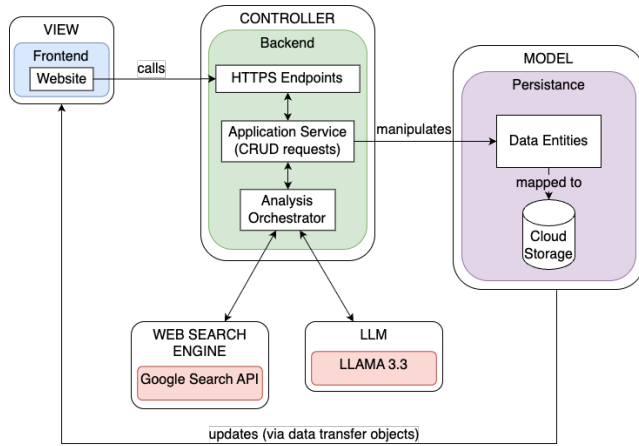 VIEW
Frontend
Website
calls
CONTROLLER
Backend
HTTPS Endpoints
Application Service
(CRUD requests)
Analysis
Orchestrator
manipulates
MODEL
Persistance
Data Entities
mapped to
Cloud
Storage
WEB SEARCH
ENGINE
Google Search API
LLM
LLAMA 3.3
updates (via data transfer objects)